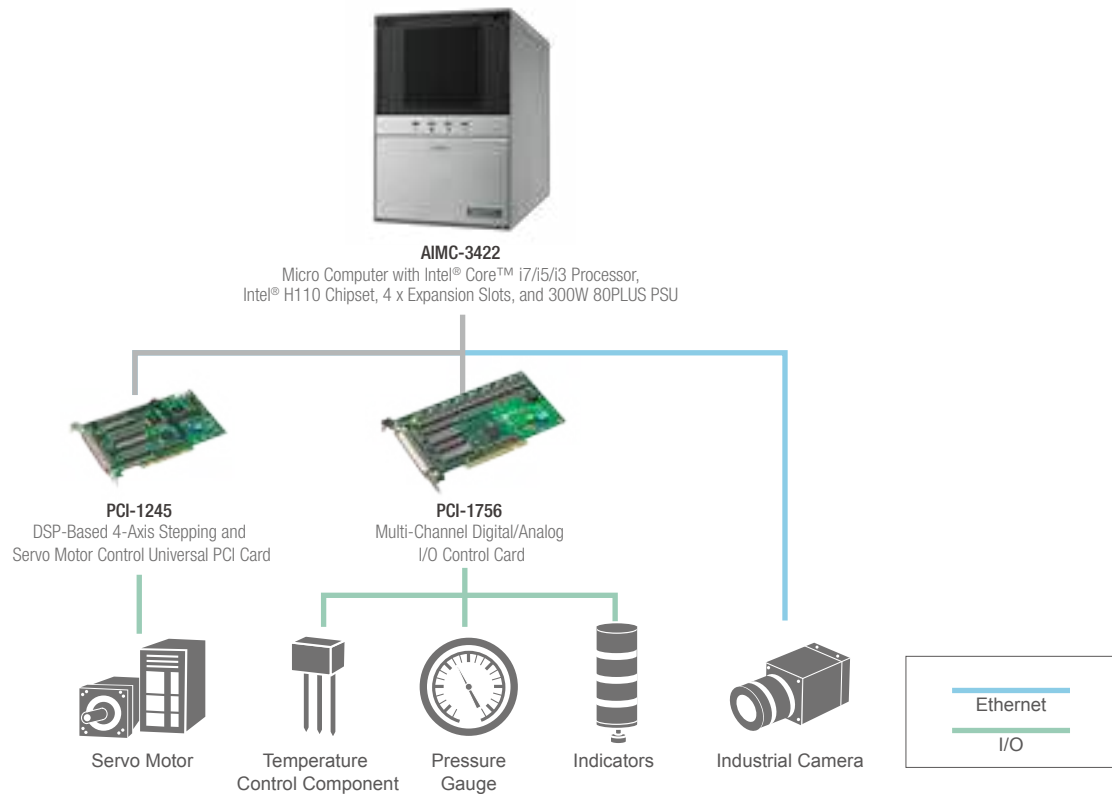 AIMC-3422
Micro Computer with Intel® Core™ i7/i5/i3 Processor,
Intel® H110 Chipset, 4 x Expansion Slots, and 300W 80PLUS PSU
PCI-1245
DSP-Based 4-Axis Stepping and
Servo Motor Control Universal PCI Card
PCI-1756
Multi-Channel Digital/Analog
I/O Control Card
Servo Motor
Temperature
Control Component
Pressure
Gauge
Indicators
Industrial Camera
Ethernet
I/O